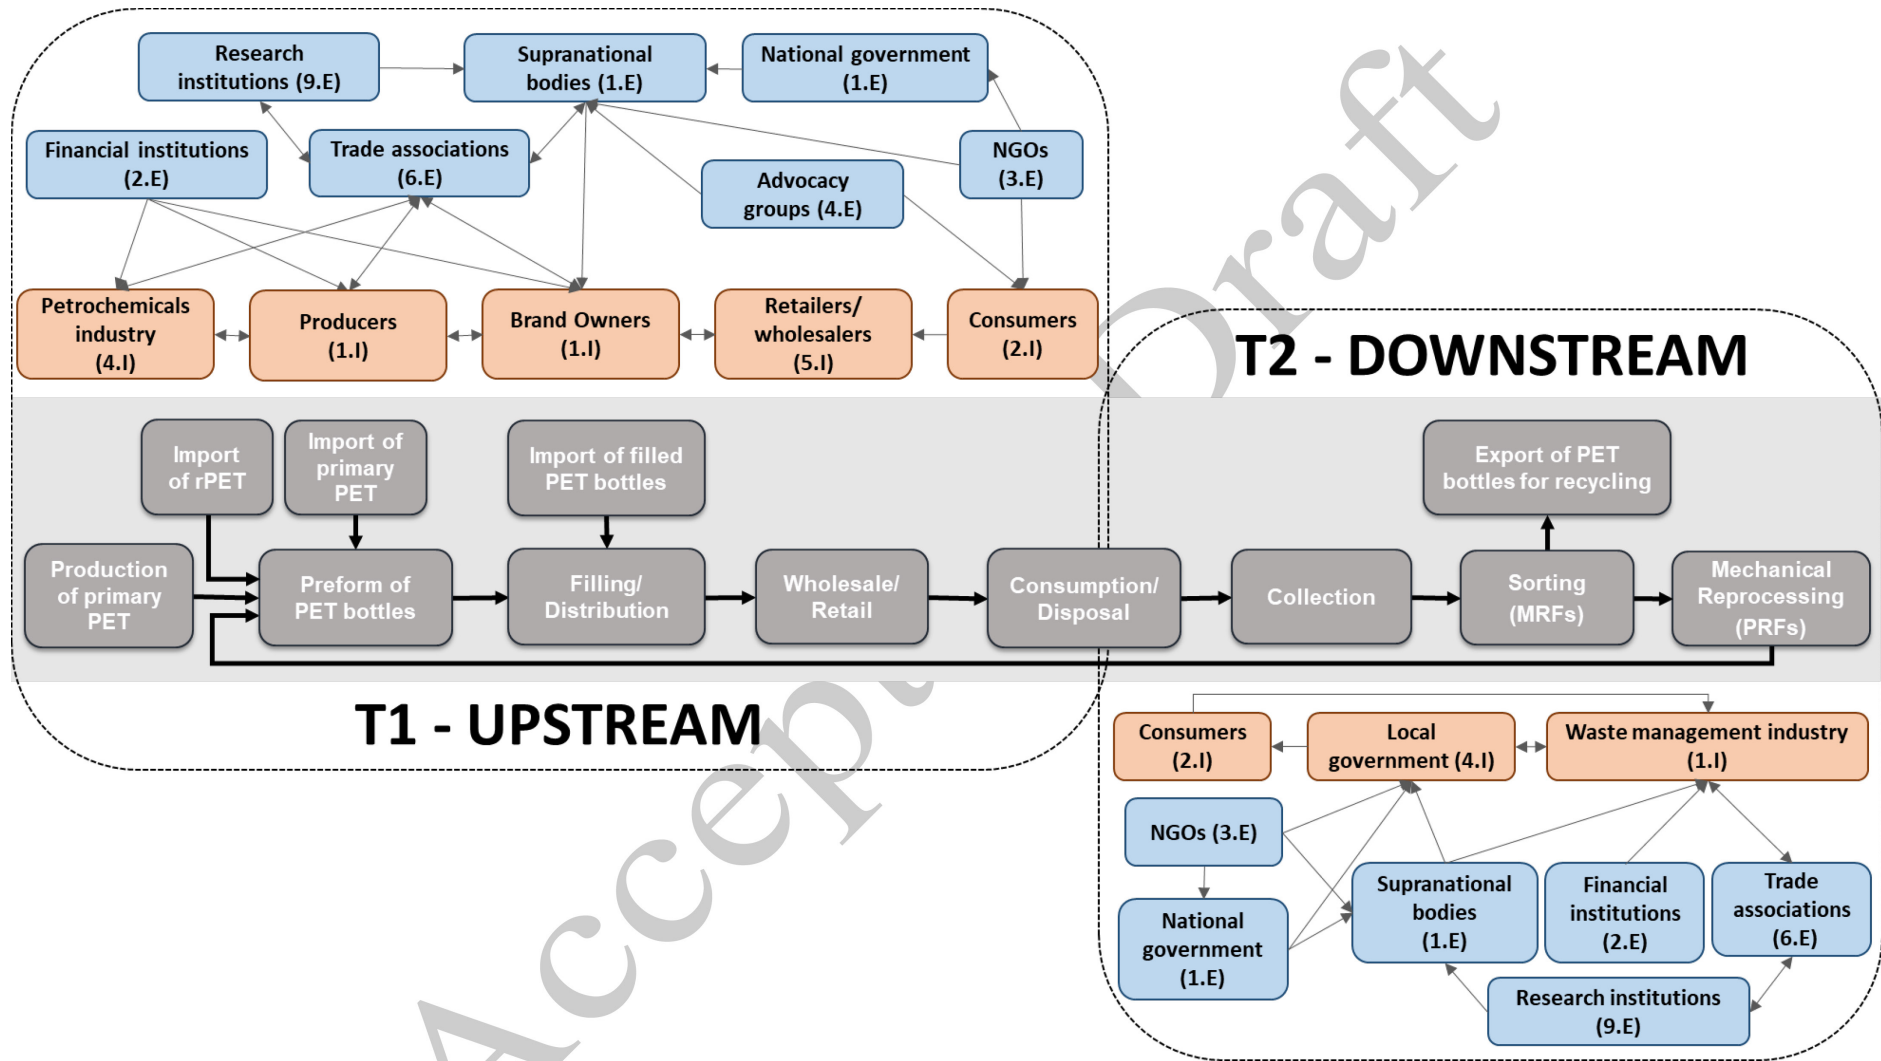 Research
institutions (9.E)
Supranational
bodies (1.E)
National government
(1.E)
Financial institutions
(2.E)
Trade associations
(6.E)
Advocacy
groups (4.E)
NGOs
(3.E)
Petrochemicals
industry
(4.I)
Producers
(1.I)
Brand Owners
(1.I)
Retailers/
wholesalers
(5.I)
Consumers
(2.I)
T2 - DOWNSTREAM
Import
of rPET
Import of
primary
PET
Import of filled
PET bottles
Export of PET
bottles for recycling
Production
of primary
PET
Preform of
PET bottles
Filling/
Distribution
Wholesale/
Retail
Consumption/
Disposal
Collection
Sorting
(MRFs)
Mechanical
Reprocessing
(PRFs)
T1 - UPSTREAM
Consumers
(2.I)
Local
government (4.I)
Waste management industry
(1.I)
NGOs (3.E)
National
government
(1.E)
Supranational
bodies
(1.E)
Financial
institutions
(2.E)
Trade
associations
(6.E)
Research institutions
(9.E)
Accept
Draft